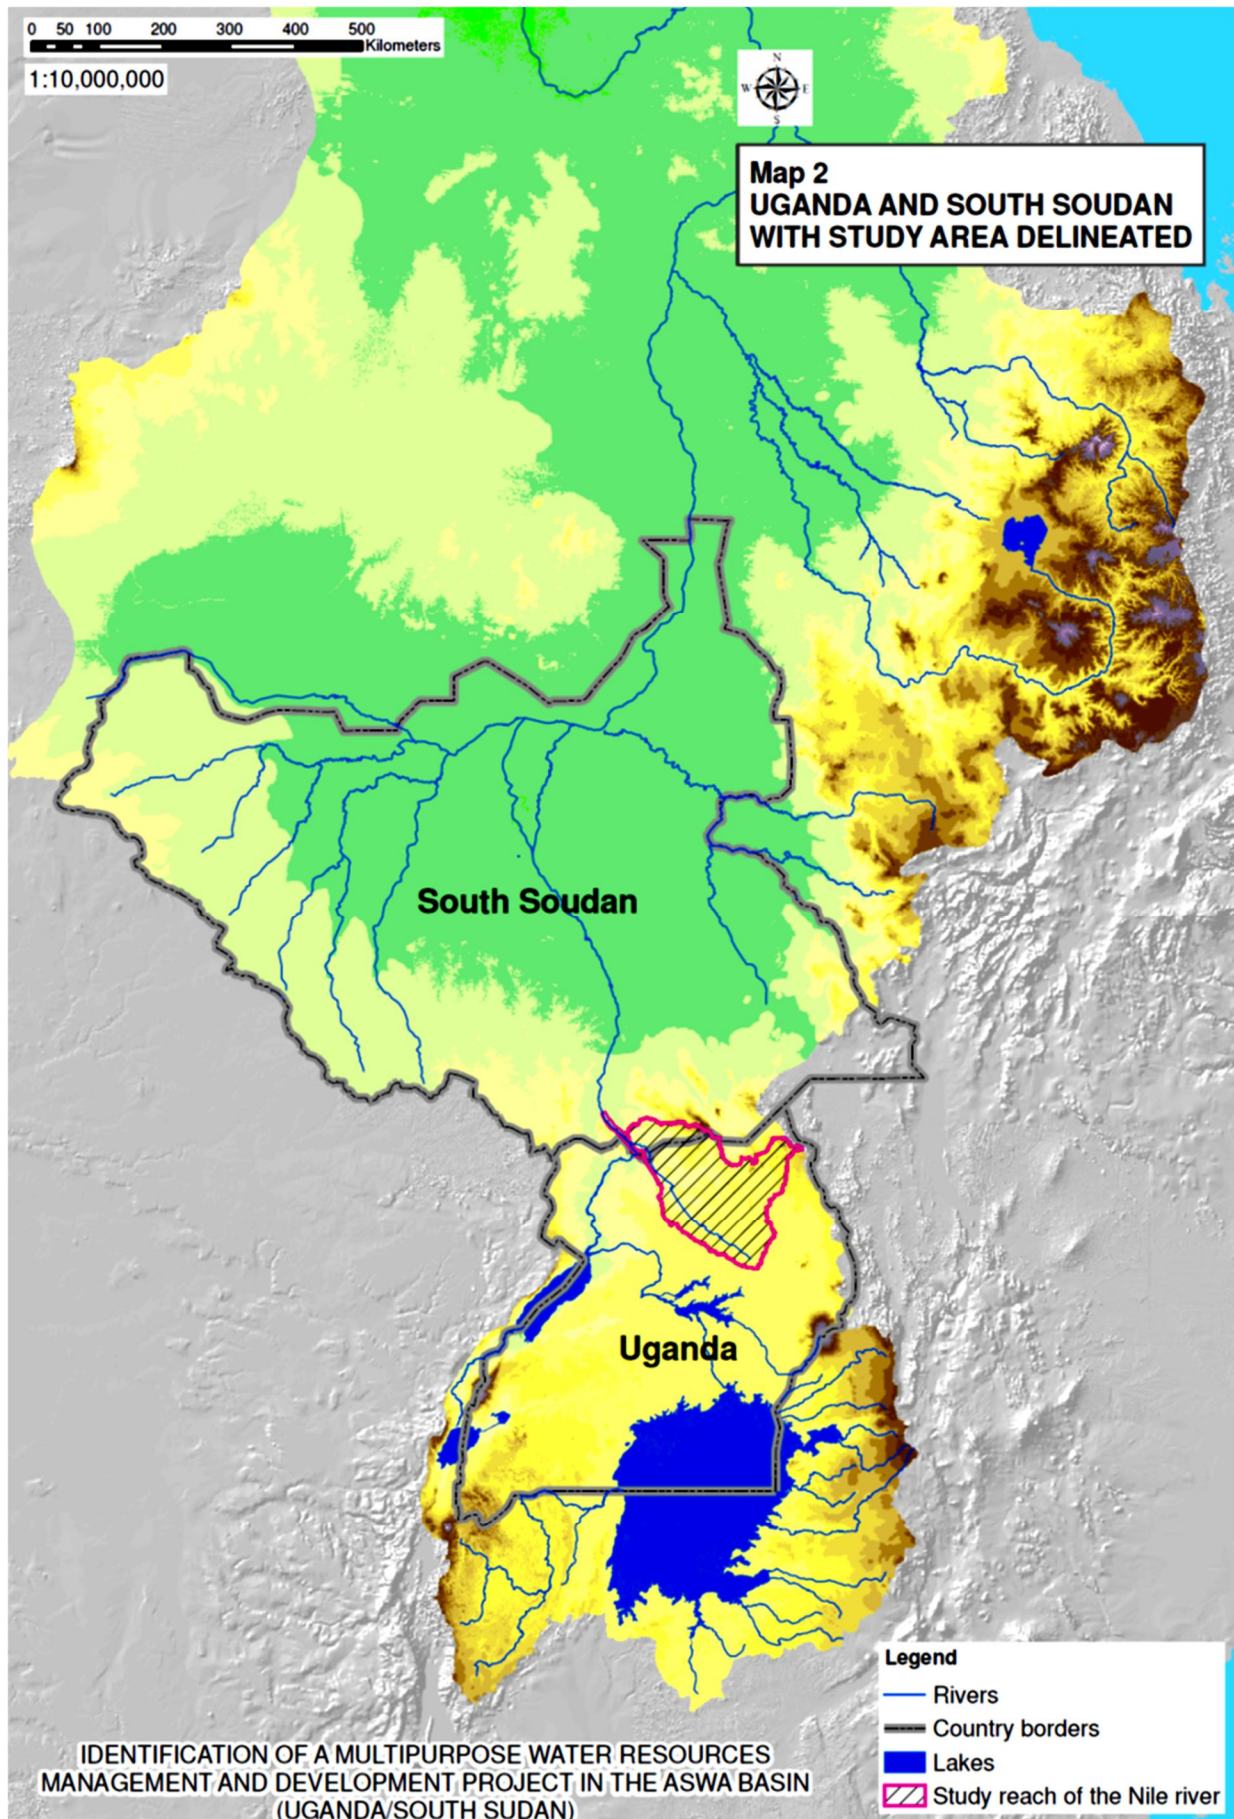 0 50 100 200 300 400 500
Kilometers
1:10,000,000
N
W E
S
Map 2
UGANDA AND SOUTH SOUDAN
WITH STUDY AREA DELINEATED
South Soudan
Uganda
Legend
Rivers
Country borders
Lakes
Study reach of the Nile river
IDENTIFICATION OF A MULTIPURPOSE WATER RESOURCES
MANAGEMENT AND DEVELOPMENT PROJECT IN THE ASWA BASIN
(UGANDA/SOUTH SUDAN)